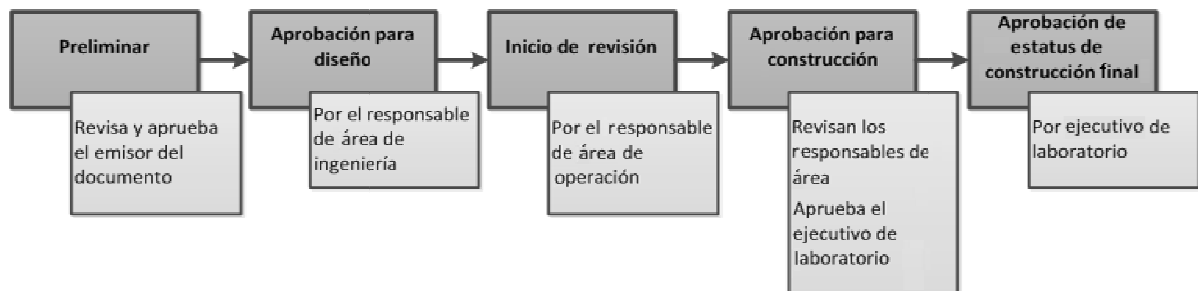 Preliminar
Revisa y aprueba
el emisor del
documento
Aprobación para
diseño
Por el responsable
de área de
ingeniería
Inicio de revisión
Por el responsable
de área de
operación
Aprobación para
construcción
Revisan los
responsables de
área
Aprueba el
ejecutivo de
laboratorio
Aprobación de
estatus de
construcción final
Por ejecutivo de
laboratorio